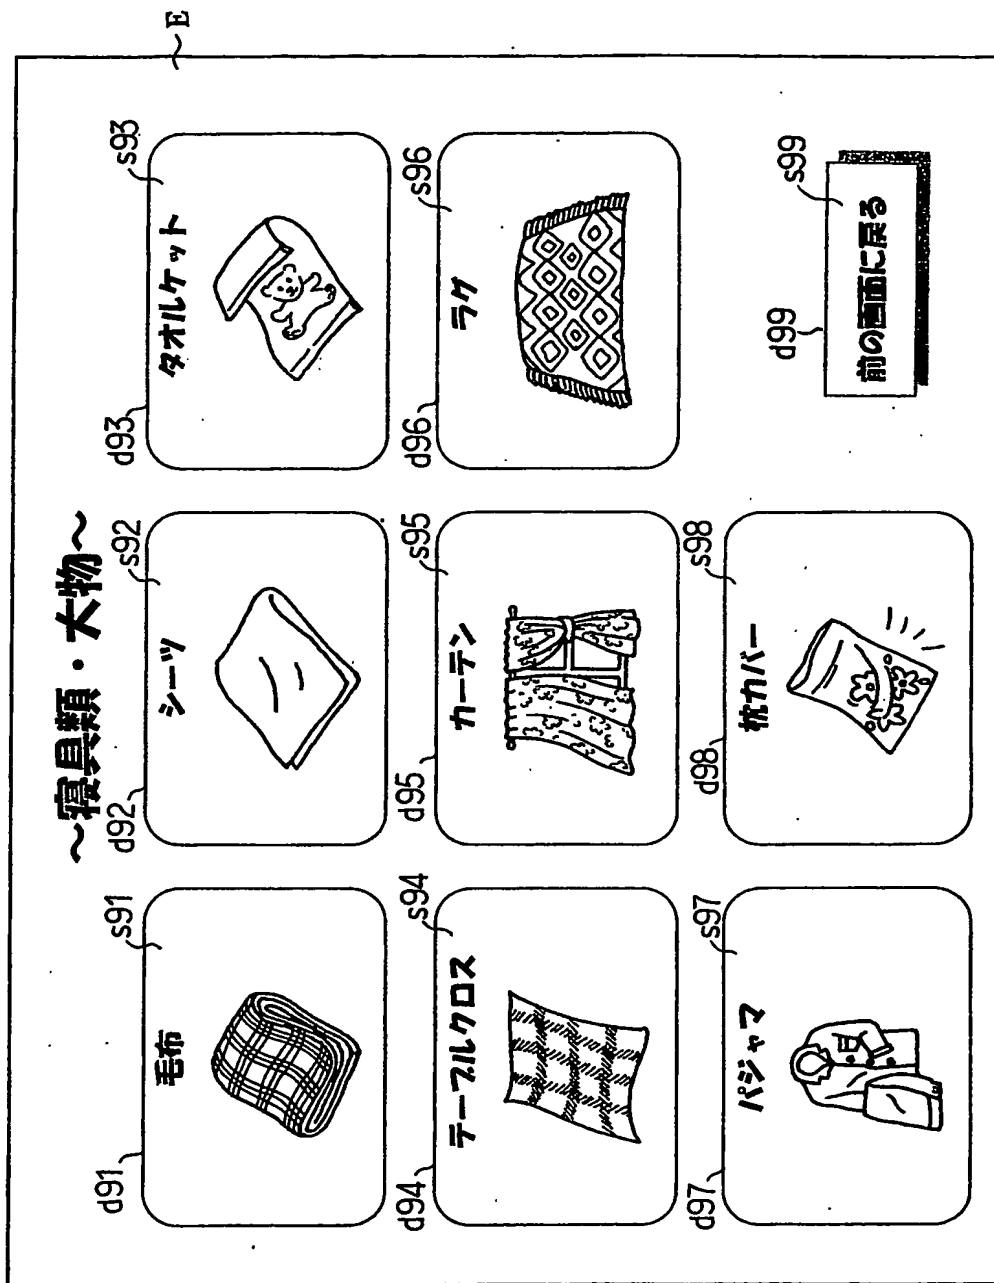 E
~寝具類・大物~
d91 s91
毛布
d92 s92
シーツ
d93 s93
タオルケット
d94 s94
テーブルクロス
d95 s95
カーテン
d96 s96
ラグ
d97 s97
パジャマ
d98 s98
枕カバー
d99 s99
前の画面に戻る